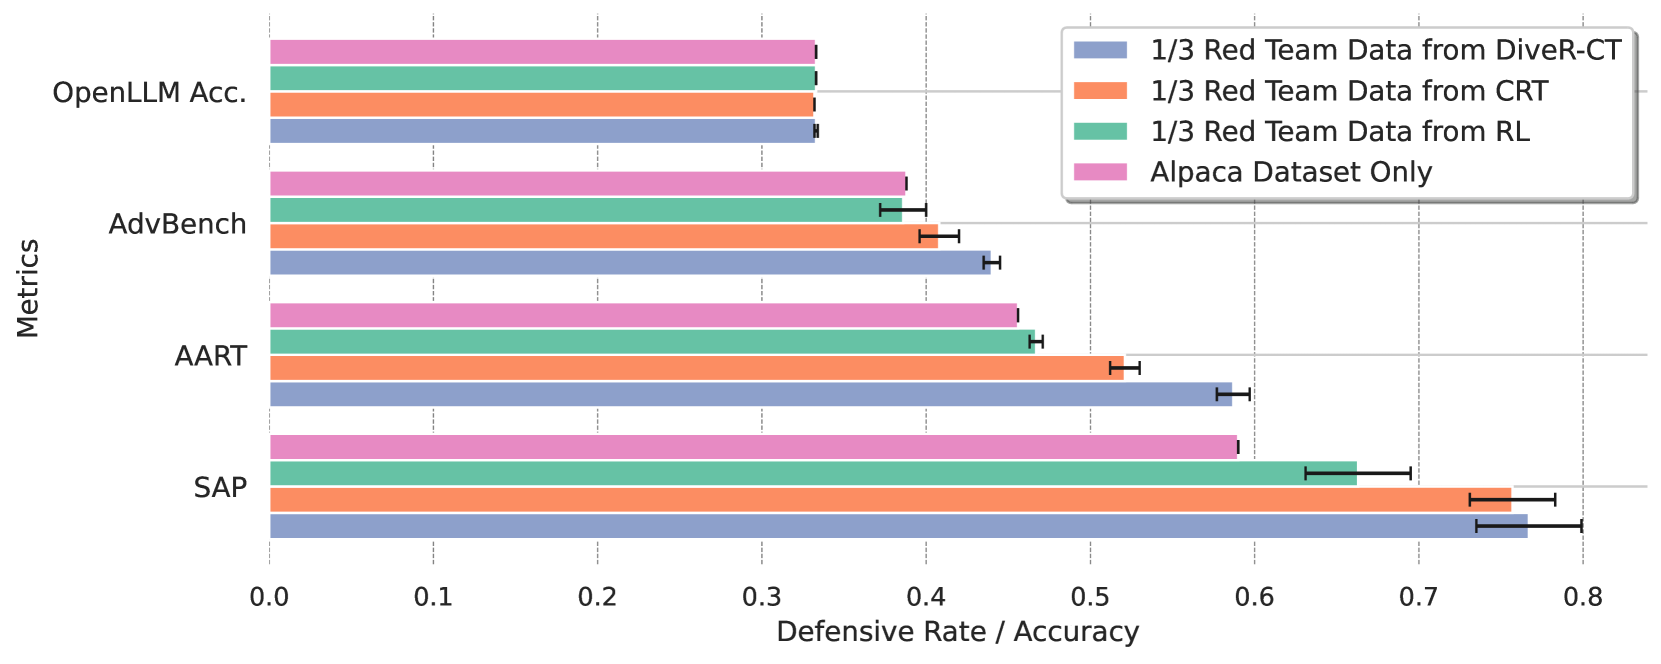 1/3 Red Team Data from DiveR-CT
1/3 Red Team Data from CRT
1/3 Red Team Data from RL
Alpaca Dataset Only
Metrics
OpenLLM Acc.
AdvBench
AART
SAP
0.0 0.1 0.2 0.3 0.4 0.5 0.6 0.7 0.8
Defensive Rate / Accuracy